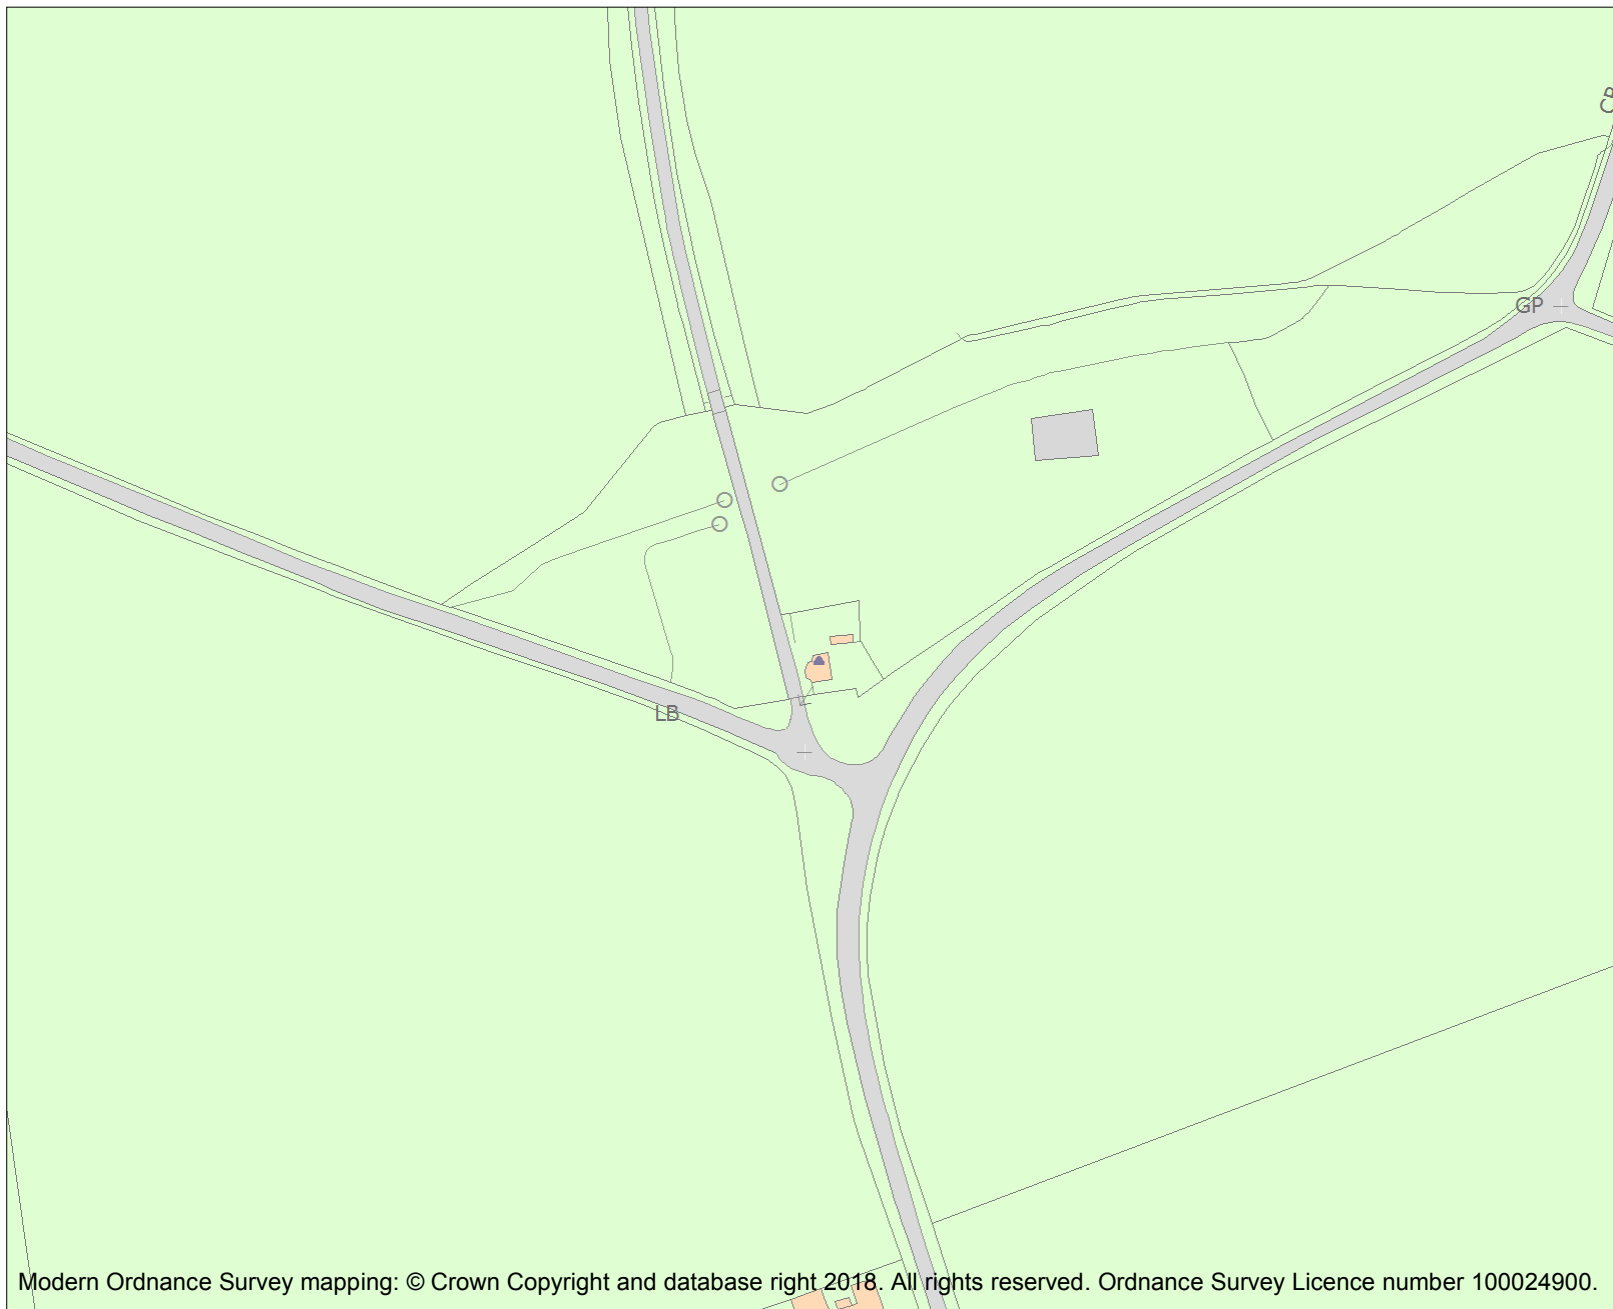 CB
GP
LB
Modern Ordnance Survey mapping: © Crown Copyright and database right 2018. All rights reserved. Ordnance Survey Licence number 100024900.